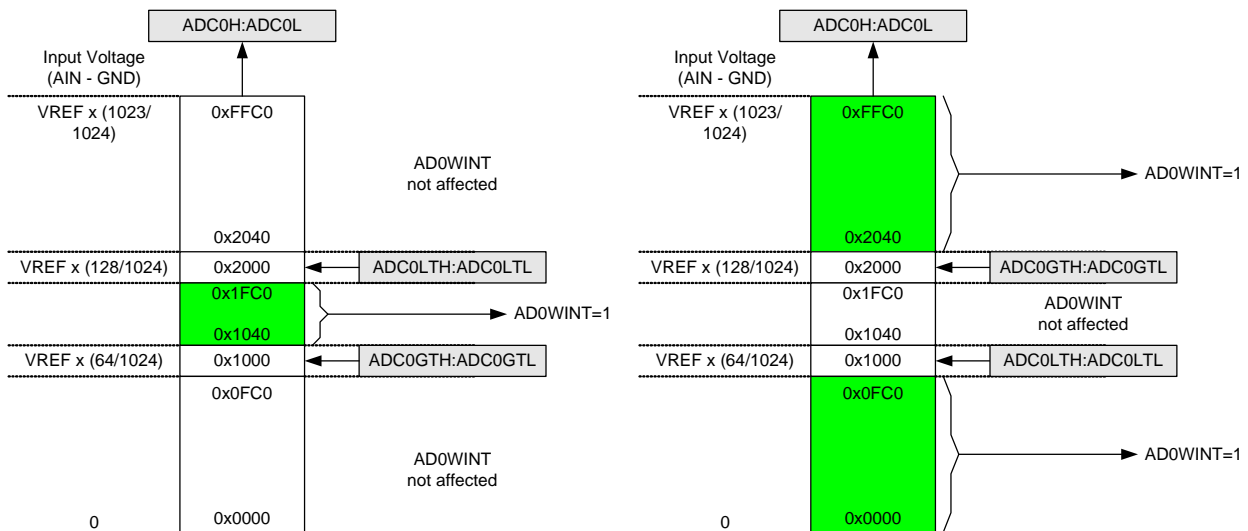 ADC0H:ADC0L
Input Voltage
(AIN - GND)
VREF x (1023/
1024)
0xFFC0
AD0WINT
not affected
0x2040
VREF x (128/1024)
0x2000
ADC0LTH:ADC0LTL
0x1FC0
AD0WINT=1
0x1040
VREF x (64/1024)
0x1000
ADC0GTH:ADC0GTL
0x0FC0
AD0WINT
not affected
0
0x0000
ADC0H:ADC0L
Input Voltage
(AIN - GND)
VREF x (1023/
1024)
0xFFC0
AD0WINT=1
0x2040
VREF x (128/1024)
0x2000
ADC0GTH:ADC0GTL
0x1FC0
AD0WINT
not affected
0x1040
VREF x (64/1024)
0x1000
ADC0LTH:ADC0LTL
0x0FC0
AD0WINT=1
0
0x0000